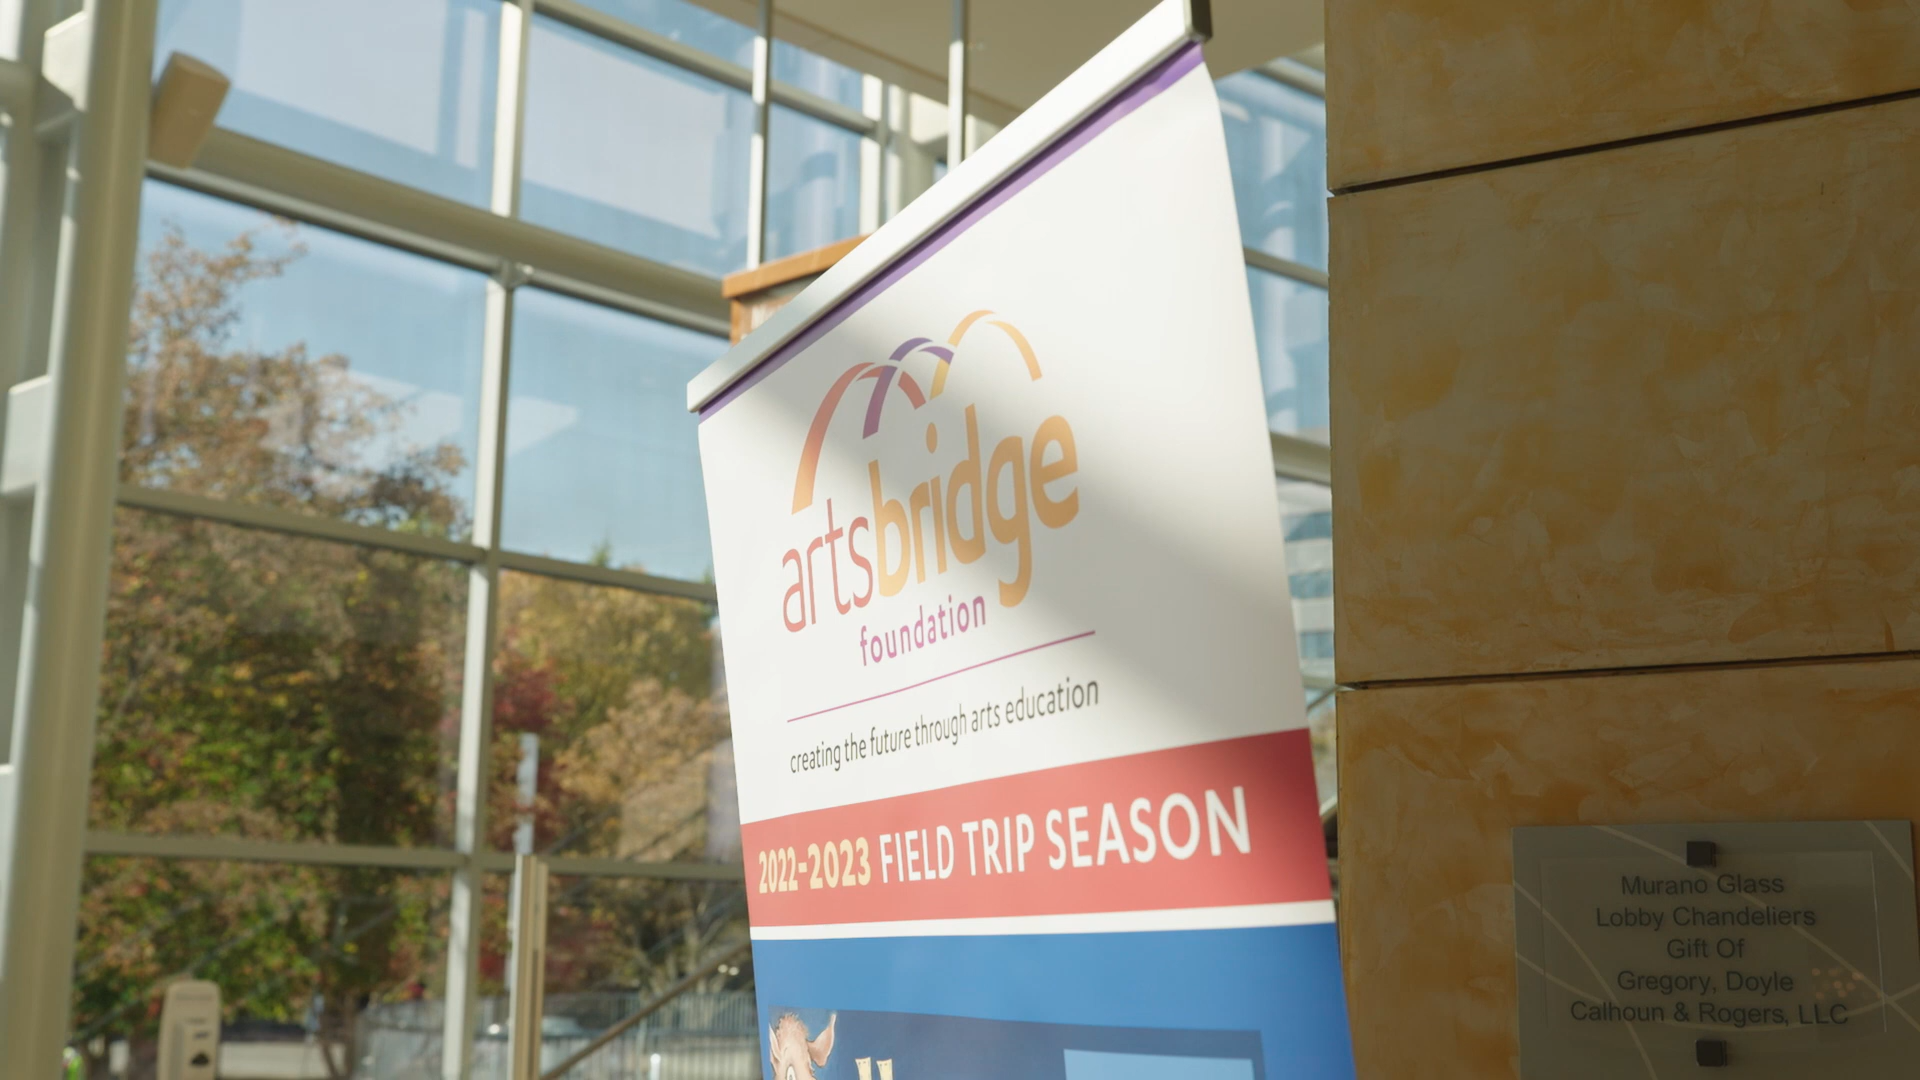 artsbridge
foundation
creating the future through arts education
2022-2023 FIELD TRIP SEASON
Murano Glass
Lobby Chandeliers
Gift Of
Gregory, Doyle
Calhoun & Rogers, LLC